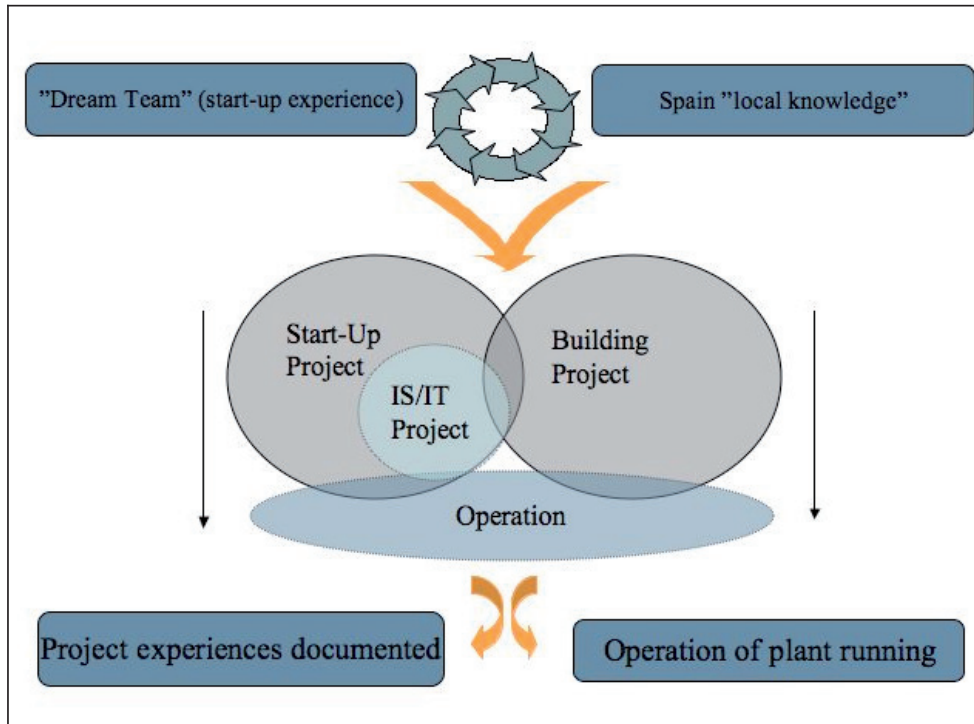 ”Dream Team” (start-up experience)
Spain ”local knowledge”
Start-Up
Project
Building
Project
IS/IT
Project
Operation
Project experiences documented
Operation of plant running